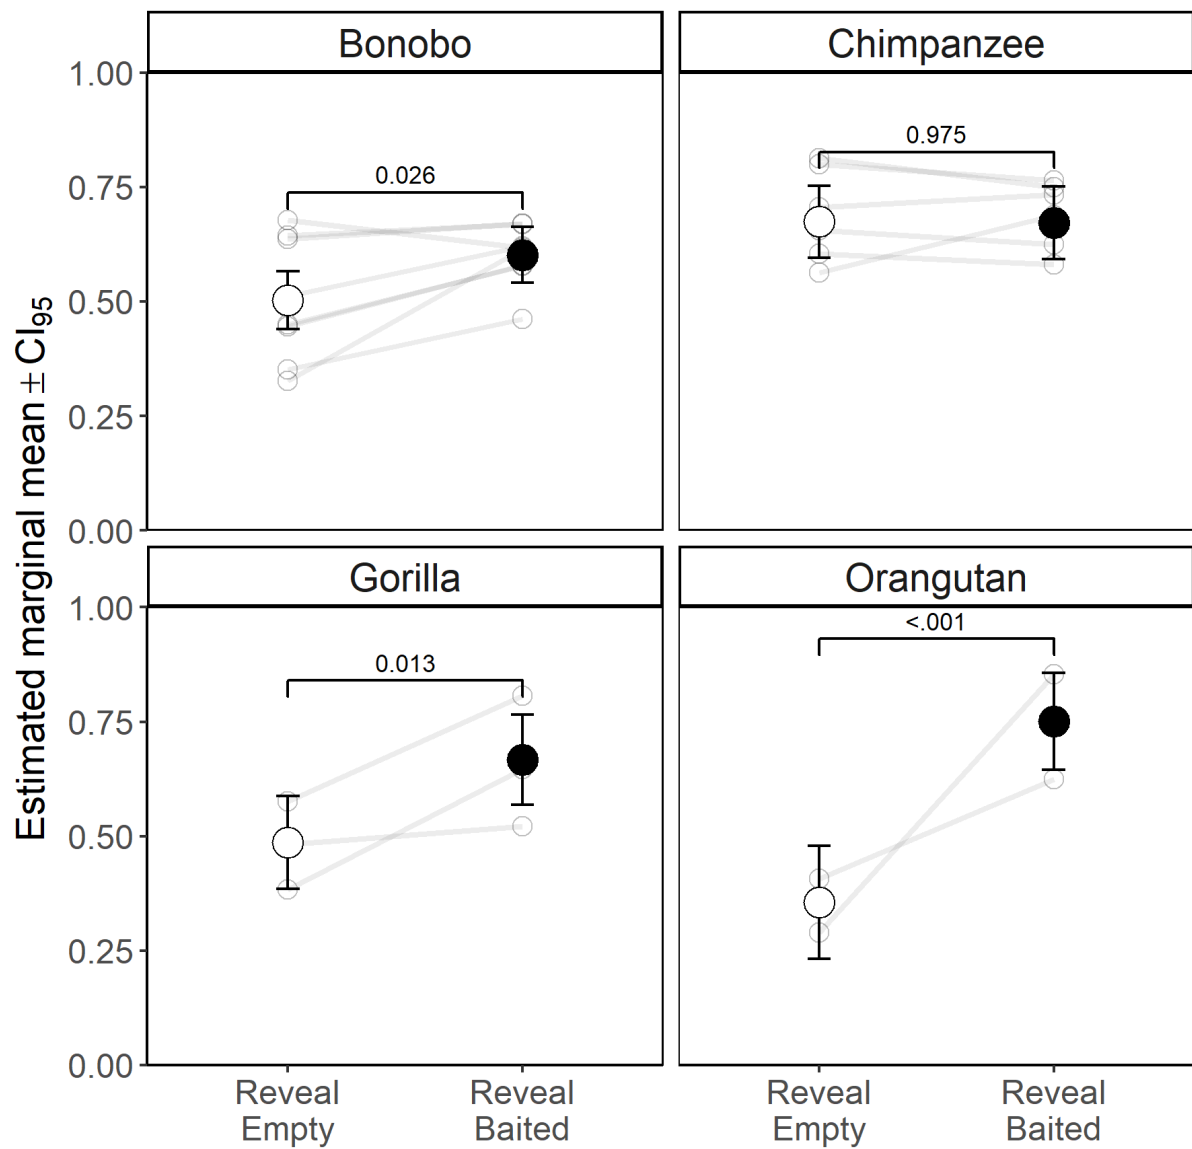 Estimated marginal mean ± CI95
Bonobo
Chimpanzee
1.00
0.75
0.50
0.25
0.00
0.026
0.975
Gorilla
Orangutan
1.00
0.75
0.50
0.25
0.00
0.013
<.001
Reveal
Empty
Reveal
Baited
Reveal
Empty
Reveal
Baited